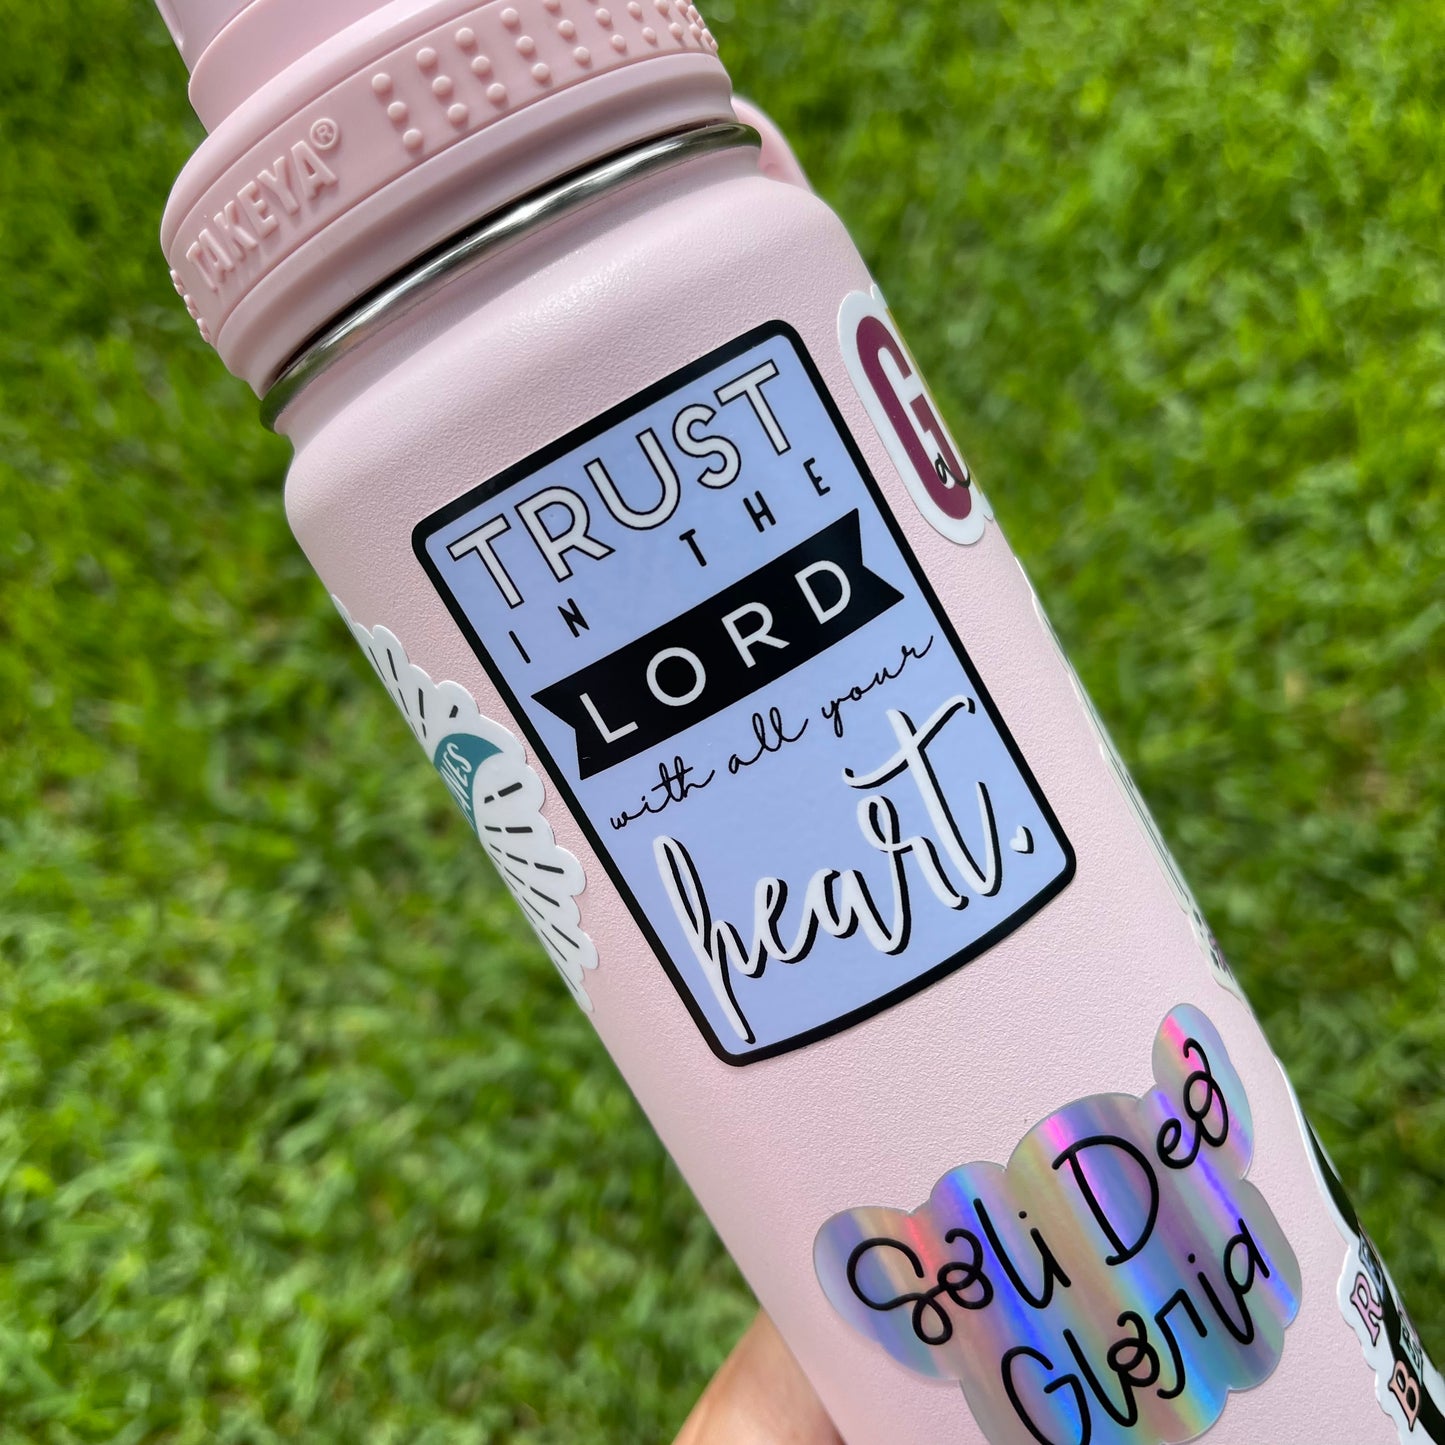 TAKEYA®
TRUST
IN THE
LORD
with all your
heart.
G
a
Soli Deo
Gloria